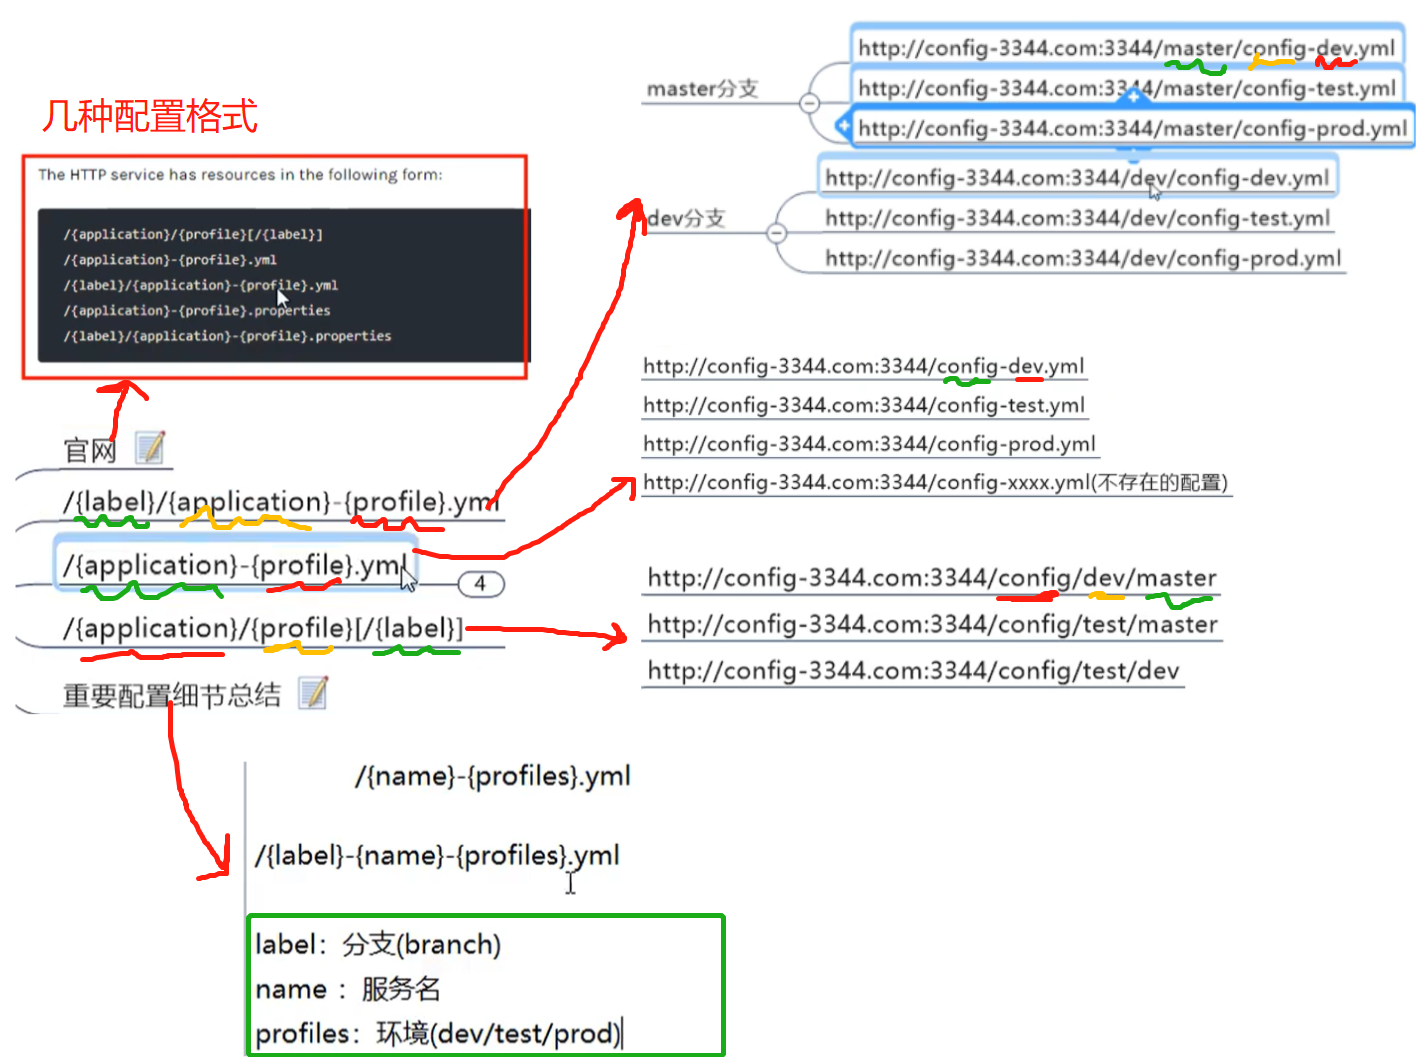 几种配置格式
The HTTP service has resources in the following form:
/{application}/{profile}[/{label}]
/{application}-{profile}.yml
/{label}/{application}-{profile}.yml
/{application}-{profile}.properties
/{label}/{application}-{profile}.properties
官网
/{label}/{application}-{profile}.yml
/{application}-{profile}.yml
4
/{application}/{profile}[/{label}]
重要配置细节总结
master分支
http://config-3344.com:3344/master/config-dev.yml
http://config-3344.com:3344/master/config-test.yml
http://config-3344.com:3344/master/config-prod.yml
dev分支
http://config-3344.com:3344/dev/config-dev.yml
http://config-3344.com:3344/dev/config-test.yml
http://config-3344.com:3344/dev/config-prod.yml
http://config-3344.com:3344/config-dev.yml
http://config-3344.com:3344/config-test.yml
http://config-3344.com:3344/config-prod.yml
http://config-3344.com:3344/config-xxxx.yml(不存在的配置)
http://config-3344.com:3344/config/dev/master
http://config-3344.com:3344/config/test/master
http://config-3344.com:3344/config/test/dev
/{name}-{profiles}.yml
/{label}-{name}-{profiles}.yml
label：分支(branch)
name ：服务名
profiles：环境(dev/test/prod)